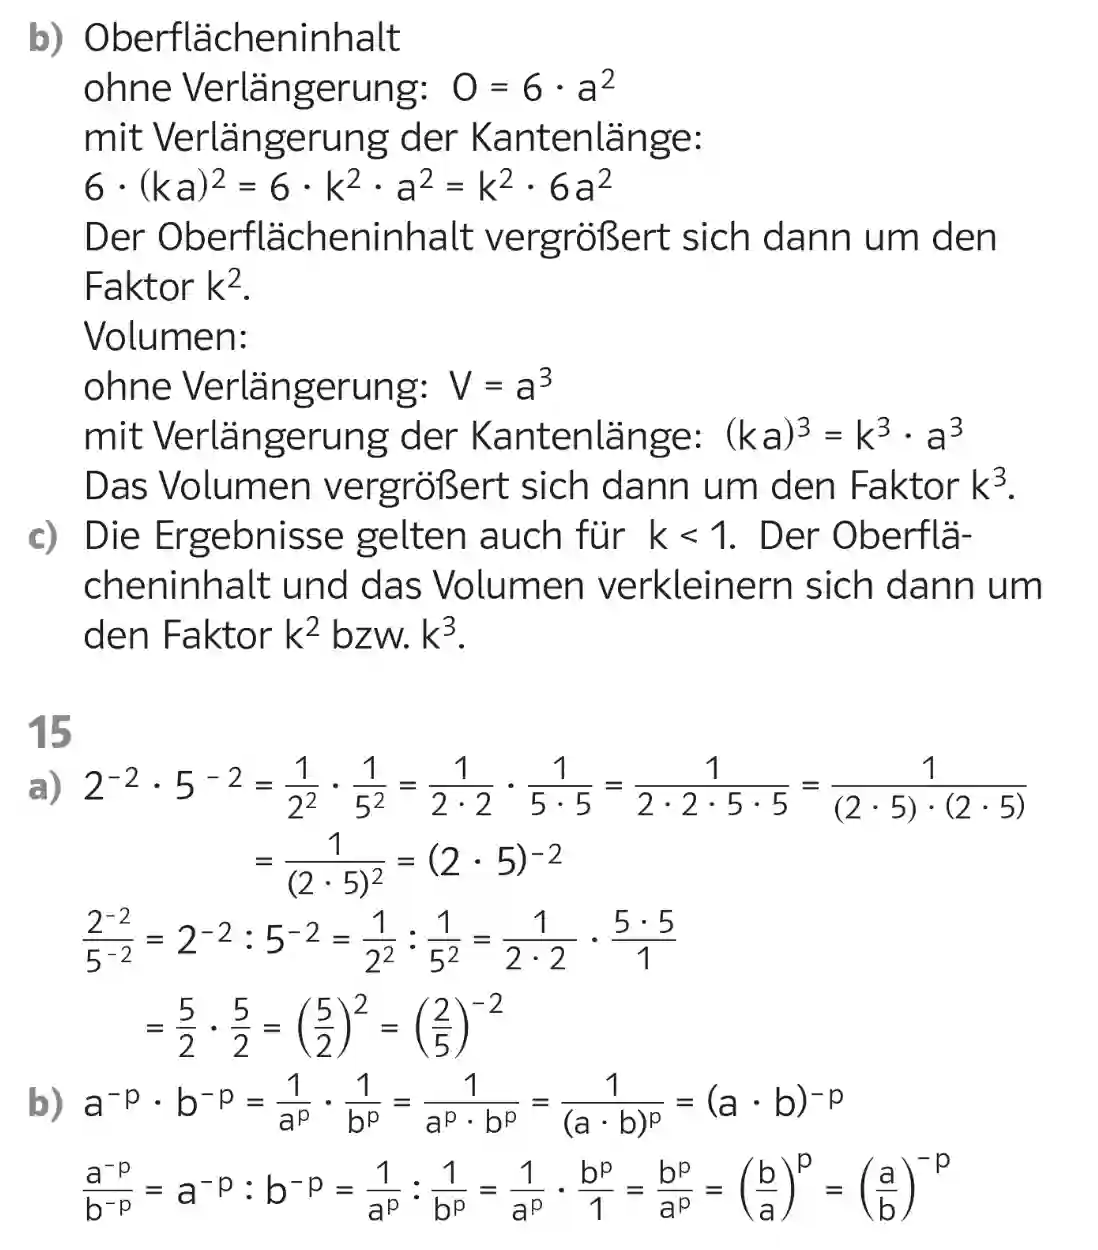 b) Oberflächeninhalt
ohne Verlängerung: O = 6 · a²
mit Verlängerung der Kantenlänge:
6 · (k a)² = 6 · k² · a² = k² · 6 a²
Der Oberflächeninhalt vergrößert sich dann um den
Faktor k².
Volumen:
ohne Verlängerung: V = a³
mit Verlängerung der Kantenlänge: (k a)³ = k³ · a³
Das Volumen vergrößert sich dann um den Faktor k³.
c) Die Ergebnisse gelten auch für k < 1. Der Oberflä-
cheninhalt und das Volumen verkleinern sich dann um
den Faktor k² bzw. k³.
15
a) 2⁻² · 5⁻² = 1/2² · 1/5² = 1/(2 · 2) · 1/(5 · 5) = 1/(2 · 2 · 5 · 5) = 1/((2 · 5) · (2 · 5))
= 1/(2 · 5)² = (2 · 5)⁻²
2⁻²/5⁻² = 2⁻² : 5⁻² = 1/2² : 1/5² = 1/(2 · 2) · (5 · 5)/1
= 5/2 · 5/2 = (5/2)² = (2/5)⁻²
b) a⁻ᵖ · b⁻ᵖ = 1/aᵖ · 1/bᵖ = 1/(aᵖ · bᵖ) = 1/(a · b)ᵖ = (a · b)⁻ᵖ
a⁻ᵖ/b⁻ᵖ = a⁻ᵖ : b⁻ᵖ = 1/aᵖ : 1/bᵖ = 1/aᵖ · bᵖ/1 = bᵖ/aᵖ = (b/a)ᵖ = (a/b)⁻ᵖ